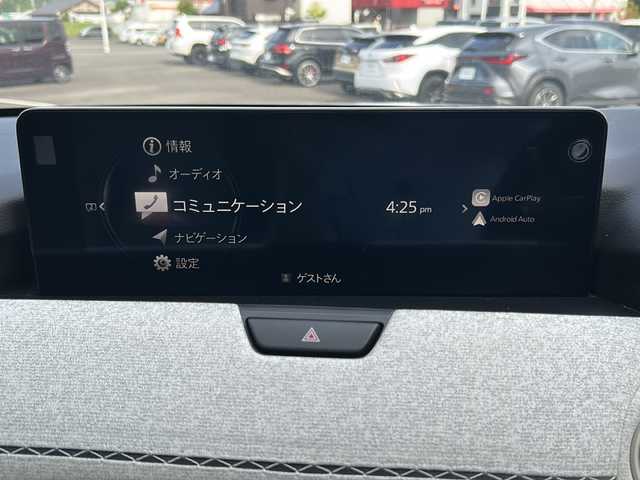 情報
オーディオ
コミュニケーション
4:25 pm
Apple CarPlay
Android Auto
ナビゲーション
設定
ゲストさん